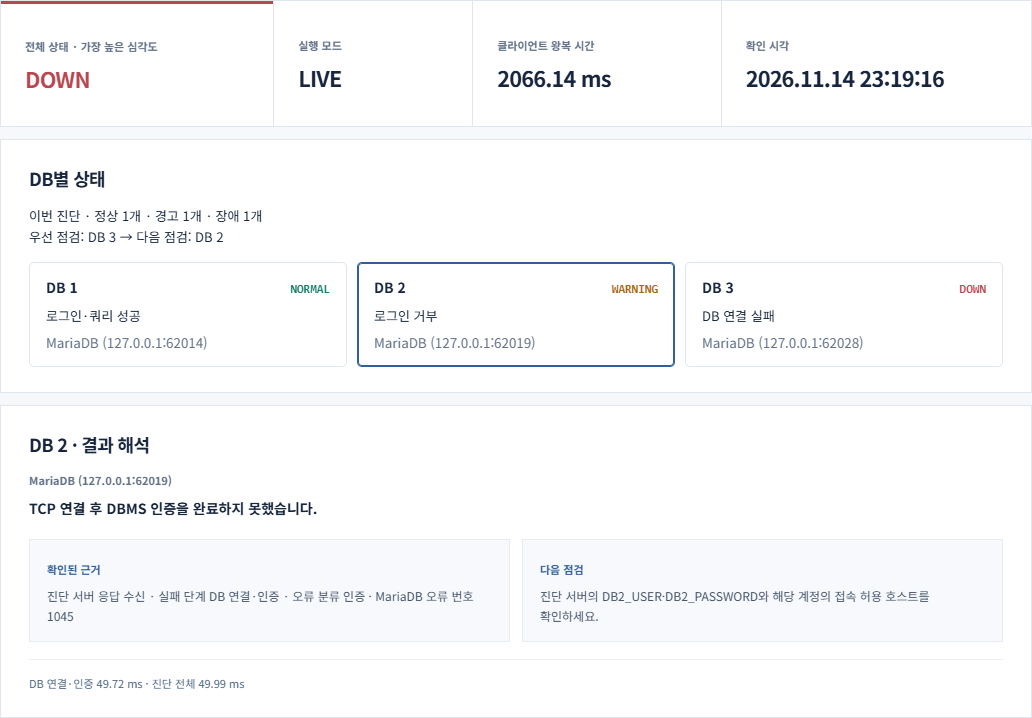 전체 상태 · 가장 높은 심각도
DOWN
실행 모드
LIVE
클라이언트 왕복 시간
2066.14 ms
확인 시각
2026.11.14 23:19:16
DB별 상태
이번 진단 · 정상 1개 · 경고 1개 · 장애 1개
우선 점검: DB 3 → 다음 점검: DB 2
DB 1
NORMAL
로그인·쿼리 성공
MariaDB (127.0.0.1:62014)
DB 2
WARNING
로그인 거부
MariaDB (127.0.0.1:62019)
DB 3
DOWN
DB 연결 실패
MariaDB (127.0.0.1:62028)
DB 2 · 결과 해석
MariaDB (127.0.0.1:62019)
TCP 연결 후 DBMS 인증을 완료하지 못했습니다.
확인된 근거
진단 서버 응답 수신 · 실패 단계 DB 연결·인증 · 오류 분류 인증 · MariaDB 오류 번호
1045
다음 점검
진단 서버의 DB2_USER·DB2_PASSWORD와 해당 계정의 접속 허용 호스트를
확인하세요.
DB 연결·인증 49.72 ms · 진단 전체 49.99 ms